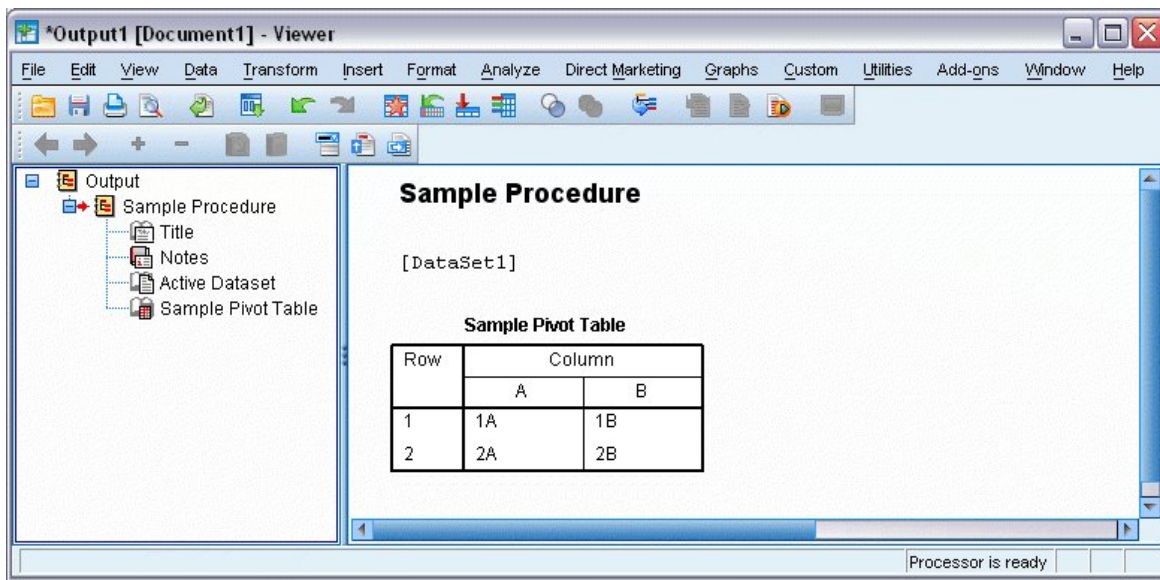 *Output1 [Document1] - Viewer
File Edit View Data Transform Insert Format Analyze Direct Marketing Graphs Custom Utilities Add-ons Window Help
Output
Sample Procedure
Title
Notes
Active Dataset
Sample Pivot Table
Sample Procedure
[DataSet1]
Sample Pivot Table
Row Column
A B
1 1A 1B
2 2A 2B
Processor is ready